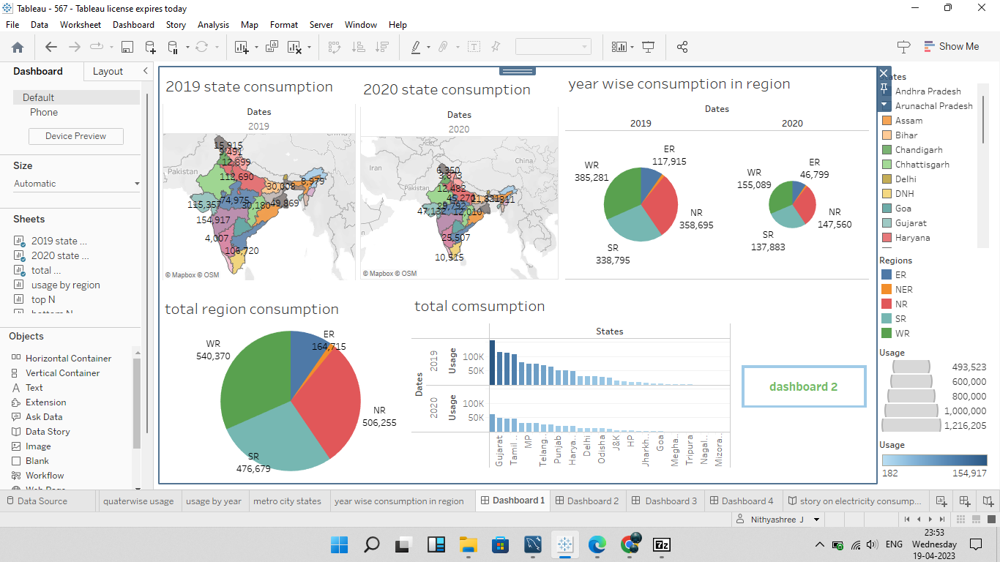 Tableau - 567 - Tableau license expires today
File Data Worksheet Dashboard Story Analysis Map Format Server Window Help
Show Me
Dashboard Layout
Default
Phone
Device Preview
Size
Automatic
Sheets
2019 state ...
2020 state ...
total ...
usage by region
top N
bottom N
Objects
Horizontal Container
Vertical Container
Text
Extension
Ask Data
Data Story
Image
Blank
Workflow
Web Page
2019 state consumption
Dates
2019
China
Pakistan
15,915
9,491
12,899
112,690
30,008
8,979
115,357
74,975
30,180
49,869
154,917
4,007
106,720
© Mapbox © OSM
2020 state consumption
Dates
2020
China
Iran
Pakistan
6,350
3,873
12,482
45,270
47,132
29,792
12,010
25,507
10,515
© Mapbox © OSM
year wise consumption in region
Dates
2019 2020
ER
117,915
WR
385,281
NR
358,695
SR
338,795
ER
46,799
WR
155,089
NR
147,560
SR
137,883
total region consumption
ER
164,715
WR
540,370
NR
506,255
SR
476,679
total comsumption
States
Dates
2019
Usage
100K
50K
2020
Usage
100K
50K
Gujarat
Tamil ..
MP
Telang..
Punjab
Harya..
Delhi
Odisha
J&K
HP
Jharkh..
Goa
Megha..
Tripura
Nagal..
Mizora..
dashboard 2
States
Andhra Pradesh
Arunachal Pradesh
Assam
Bihar
Chandigarh
Chhattisgarh
Delhi
DNH
Goa
Gujarat
Haryana
Regions
ER
NER
NR
SR
WR
Usage
493,523
600,000
800,000
1,000,000
1,216,205
Usage
182 154,917
Data Source quaterwise usage usage by year metro city states year wise consumption in region Dashboard 1 Dashboard 2 Dashboard 3 Dashboard 4 story on electricity consump...
Nithyashree J
7z
ENG
23:53
Wednesday
19-04-2023